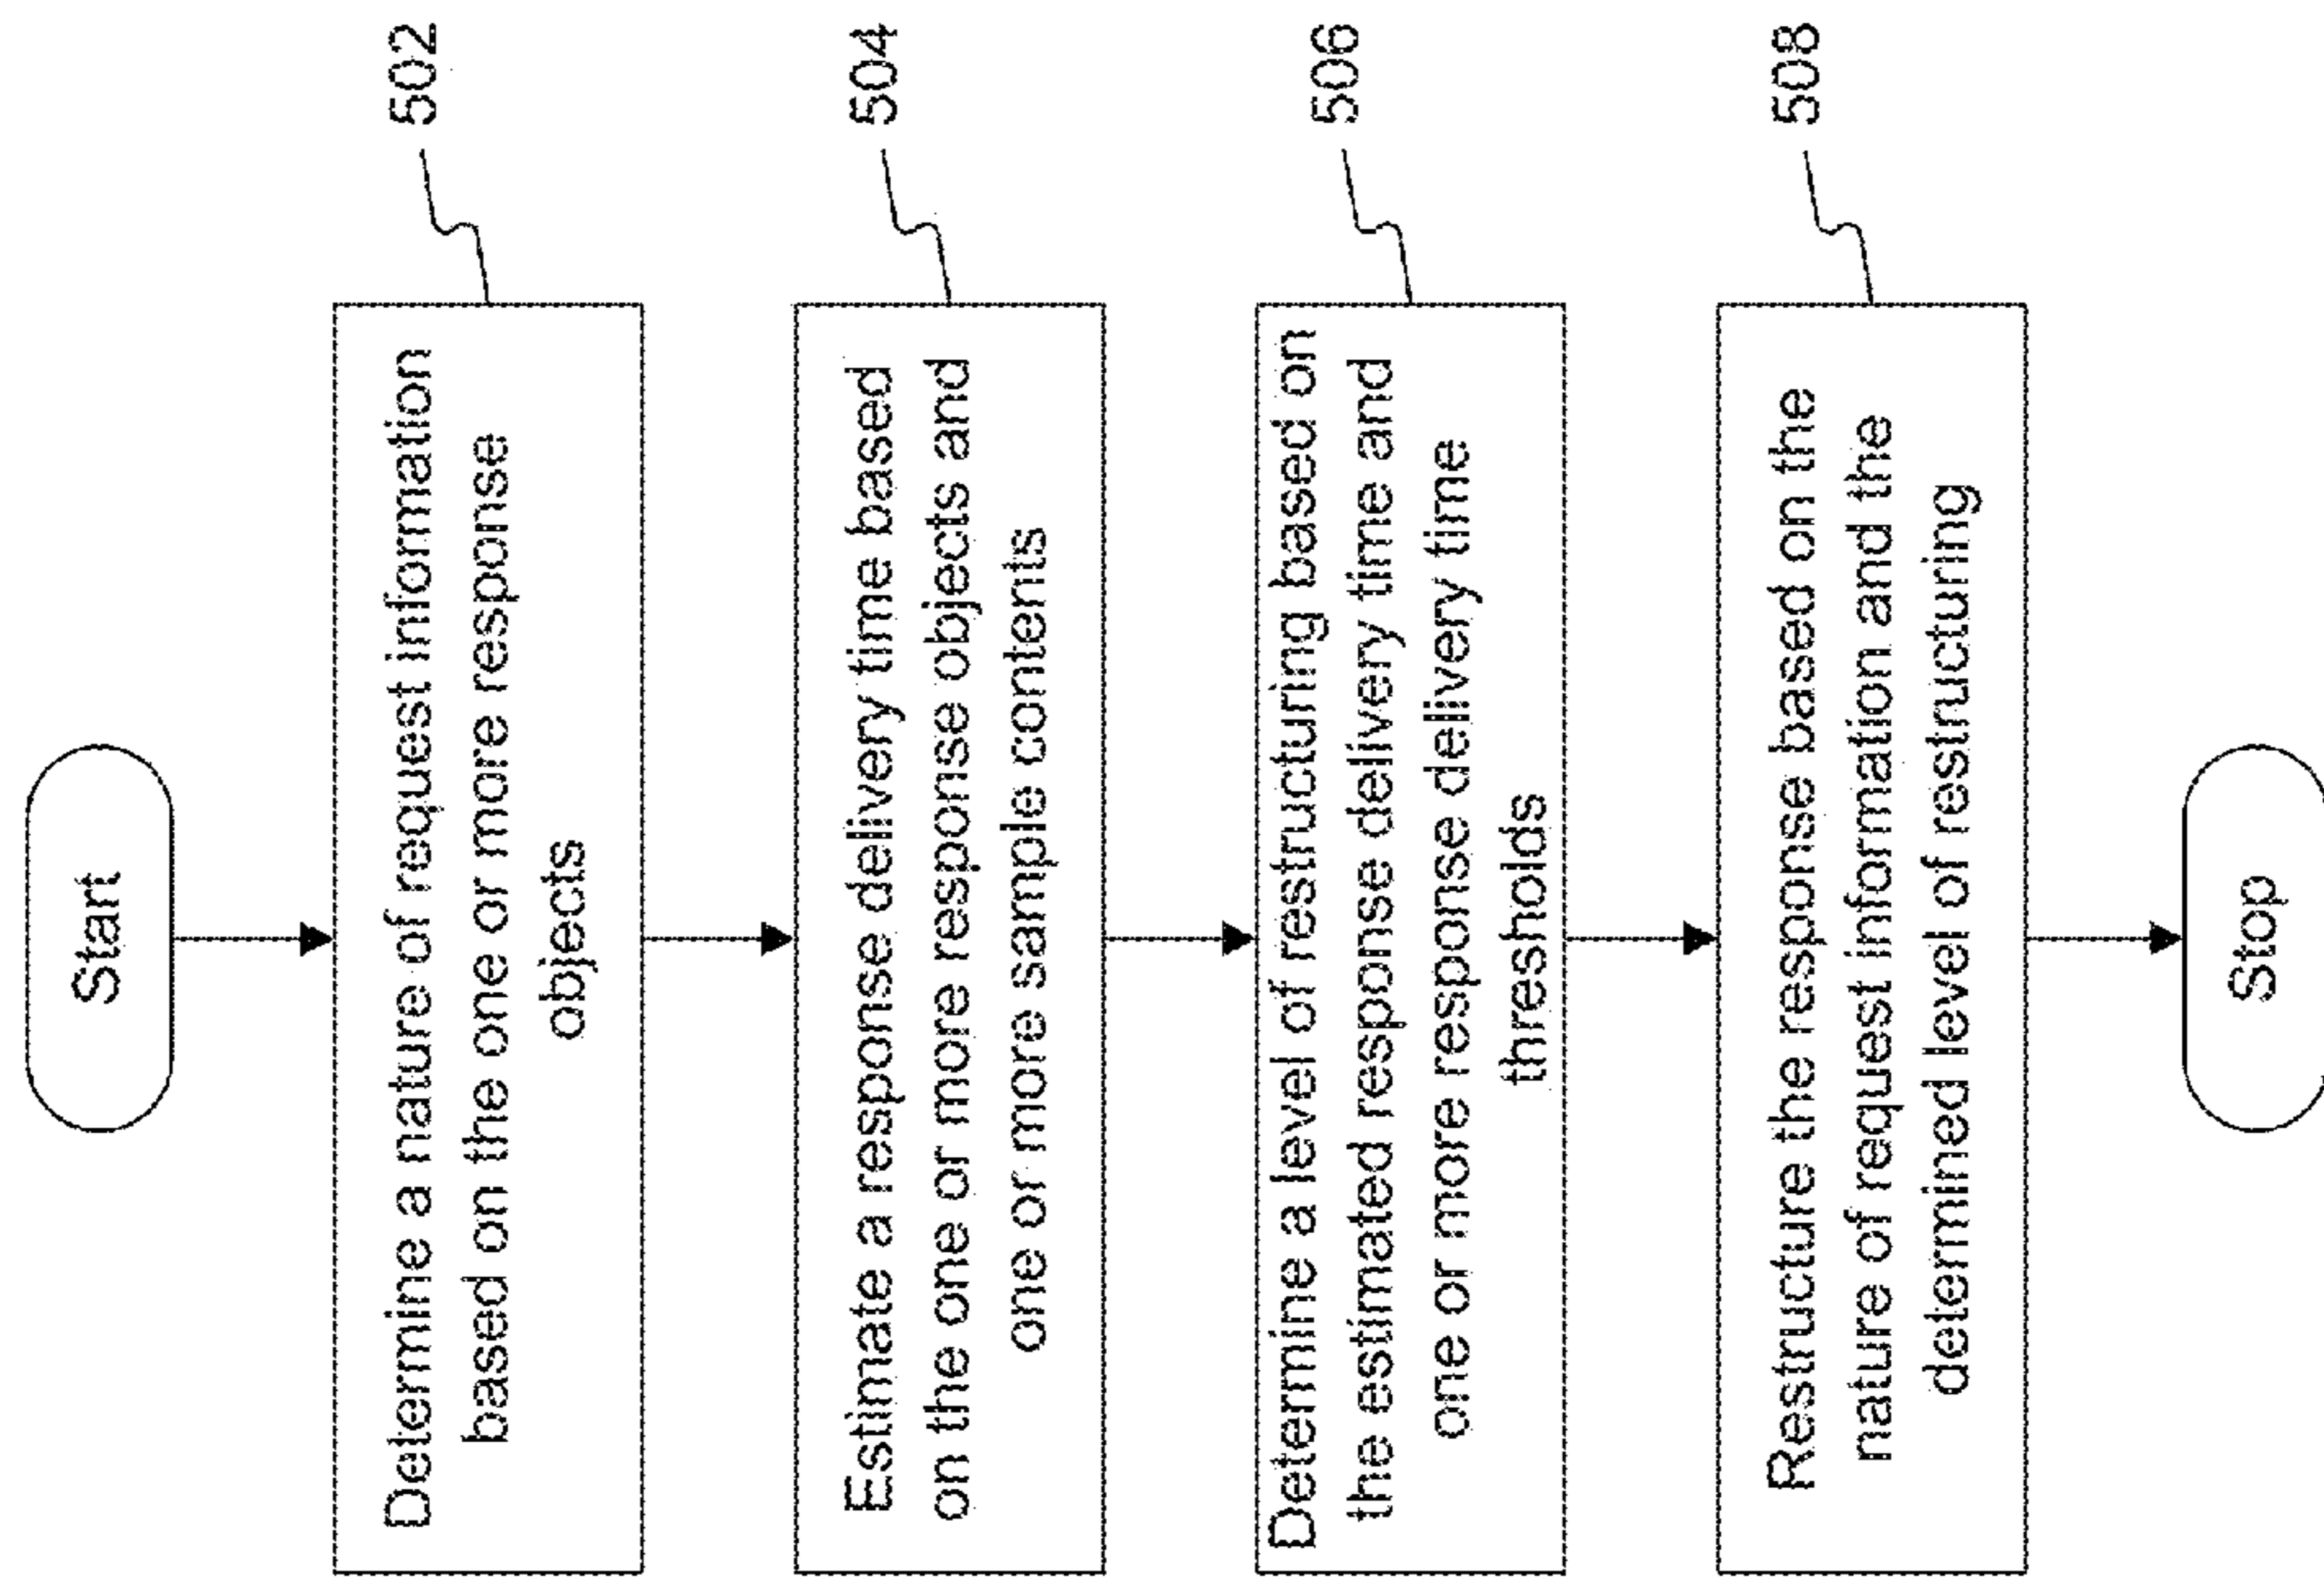 Start
502
Determine a nature of request information
based on the one or more response
objects
504
Estimate a response delivery time based
on the one or more response objects and
one or more sample contents
506
Determine a level of restructuring based on
the estimated response delivery time and
one or more response delivery time
thresholds
508
Restructure the response based on the
nature of request information and the
determined level of restructuring
Stop